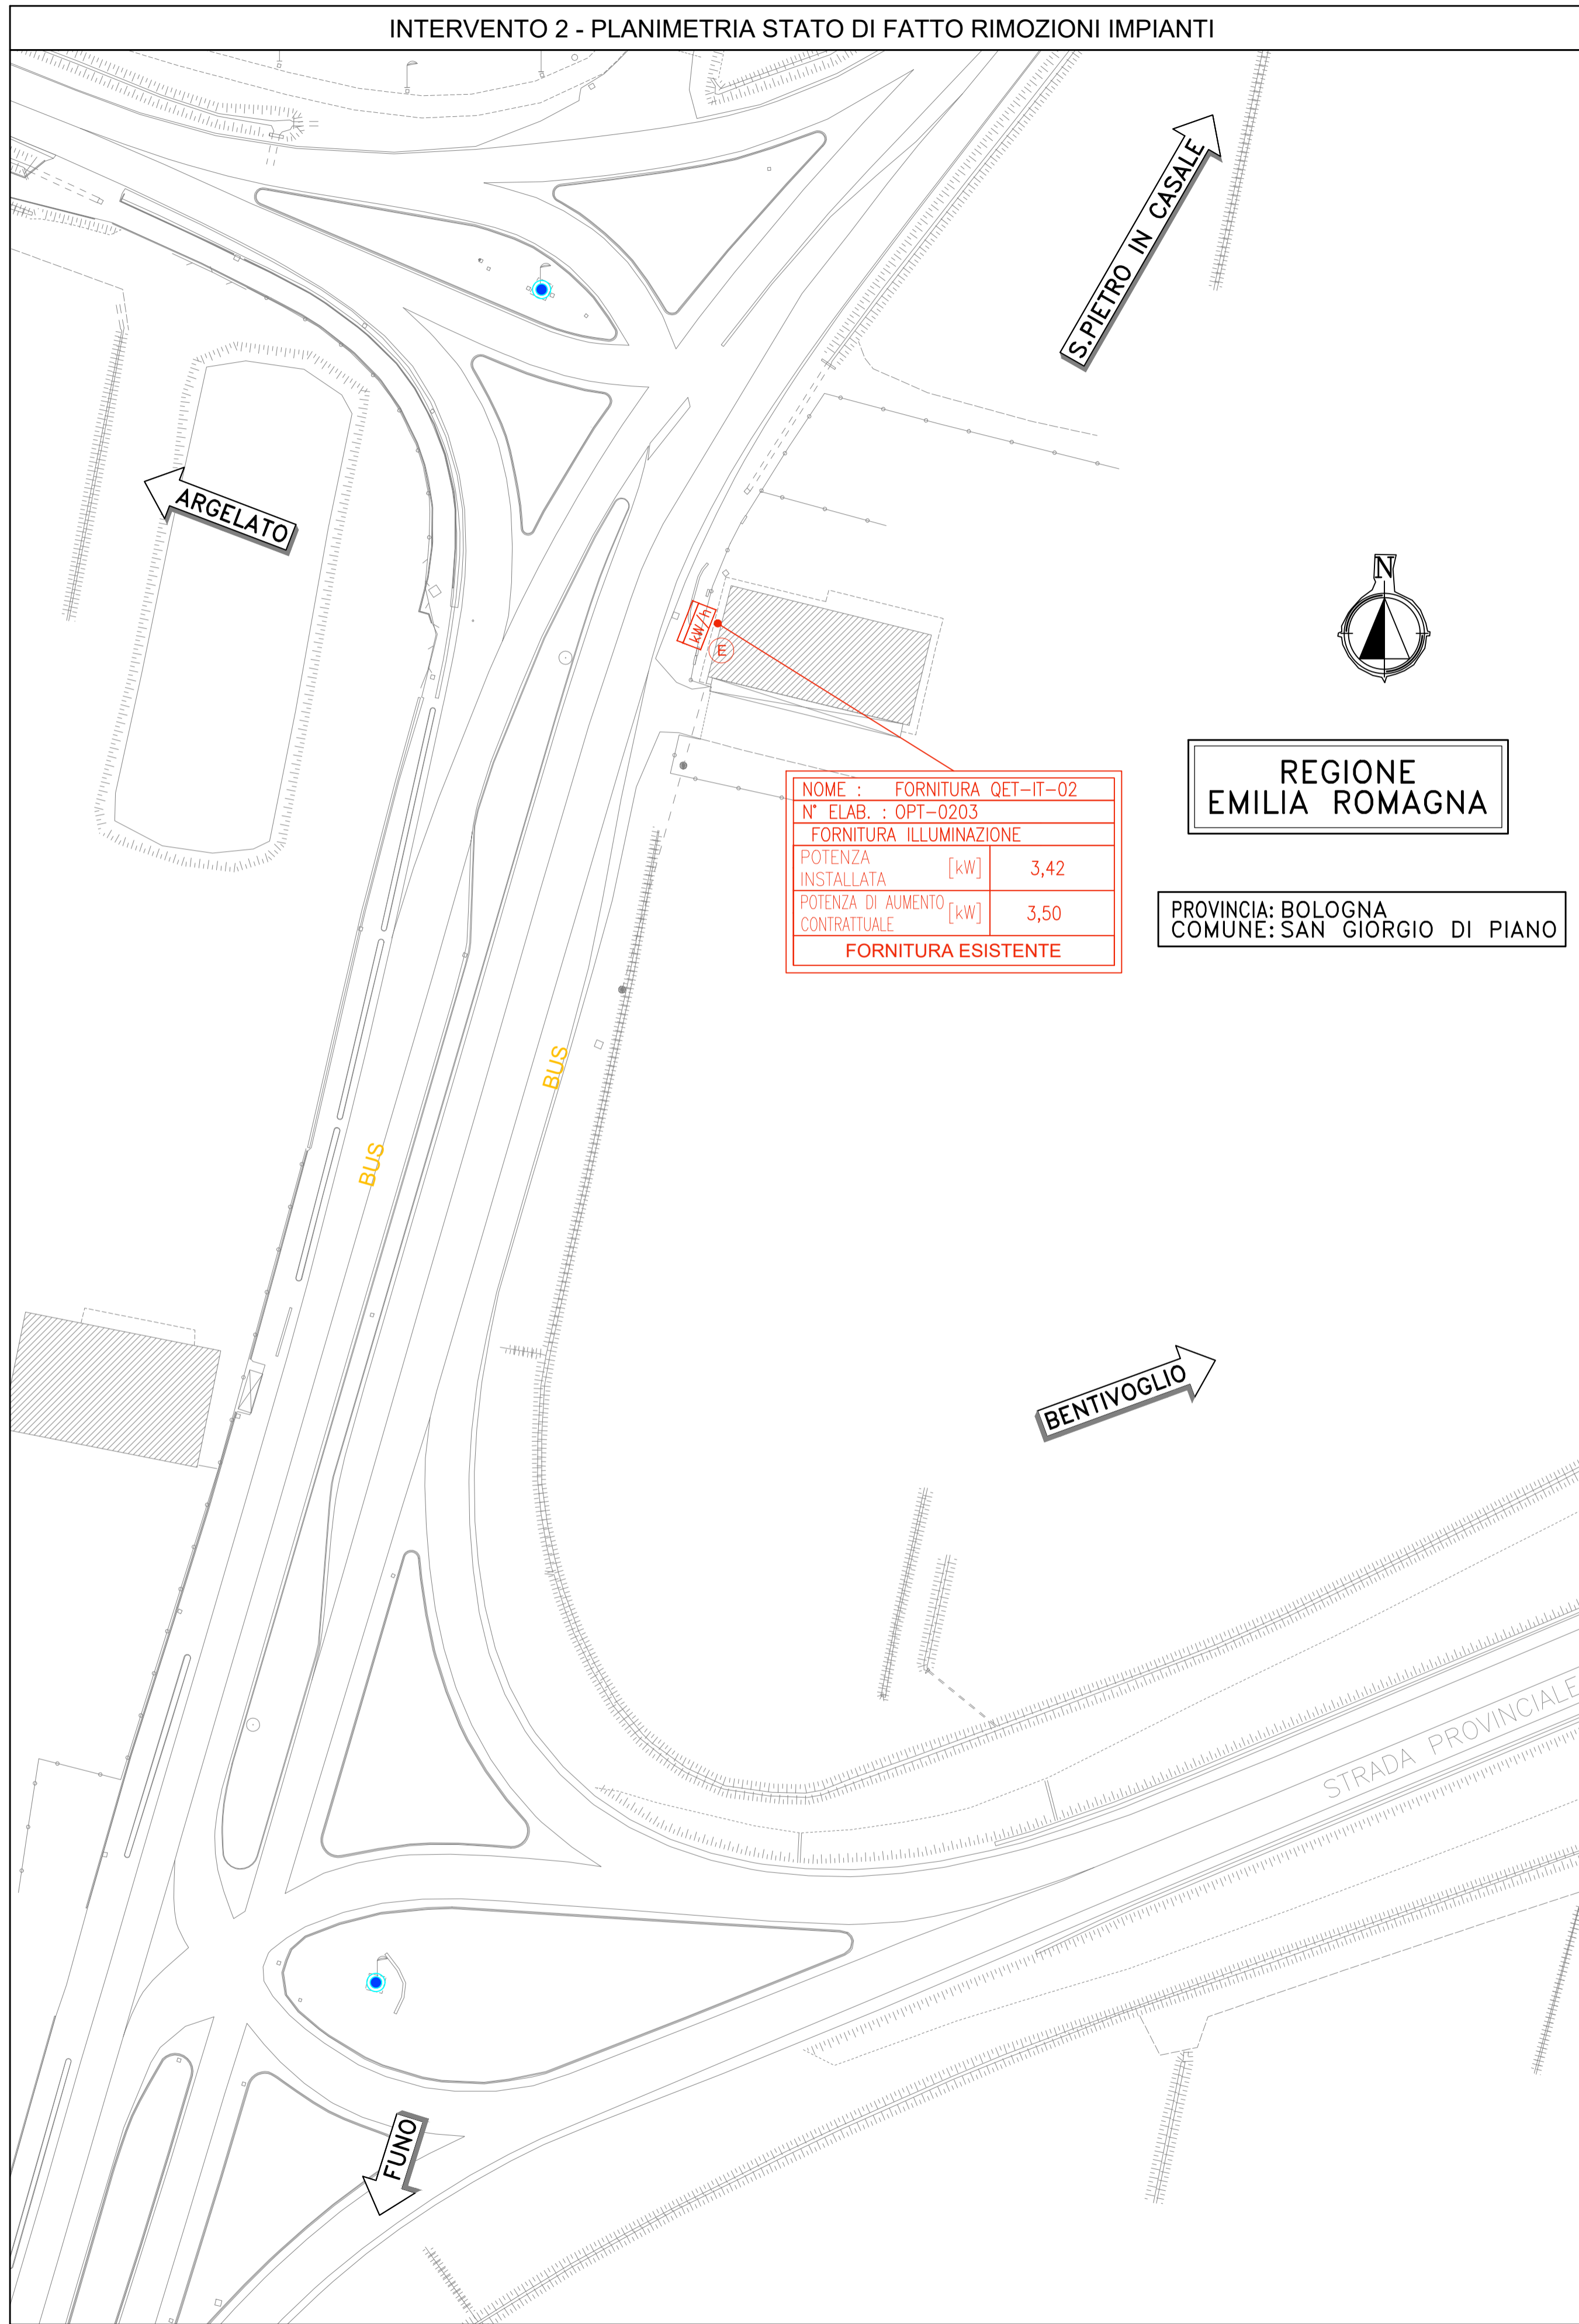 INTERVENTO 2 - PLANIMETRIA STATO DI FATTO RIMOZIONI IMPIANTI
S.PIETRO IN CASALE
ARGELATO
N
kW/h
E
REGIONE
EMILIA ROMAGNA
NOME : FORNITURA QET-IT-02
N° ELAB. : OPT-0203
FORNITURA ILLUMINAZIONE
POTENZA
INSTALLATA [kW] 3,42
POTENZA DI AUMENTO
CONTRATTUALE [kW] 3,50
FORNITURA ESISTENTE
PROVINCIA: BOLOGNA
COMUNE: SAN GIORGIO DI PIANO
BUS
BUS
BENTIVOGLIO
STRADA PROVINCIALE
FUNO